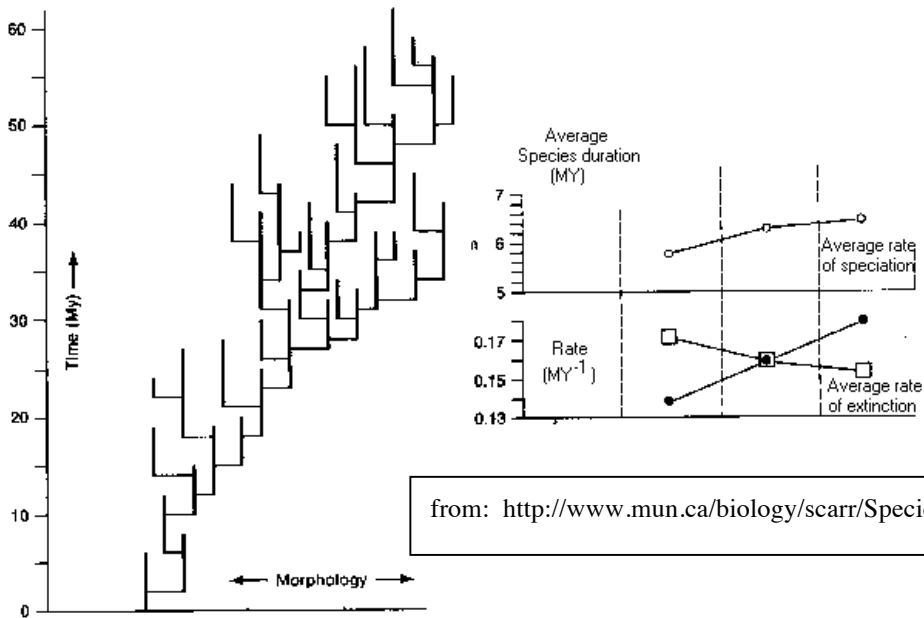 60
50
40
30
20
10
0
Time (My)
Morphology
Average
Species duration
(MY)
7
6
5
Average rate
of speciation
0.17
0.15
0.13
Rate
(MY-1)
Average rate
of extinction
from: http://www.mun.ca/biology/scarr/Specie